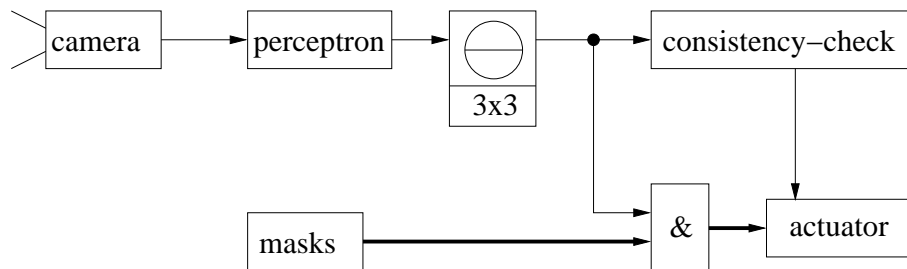 camera
perceptron
3x3
consistency−check
masks
&
actuator